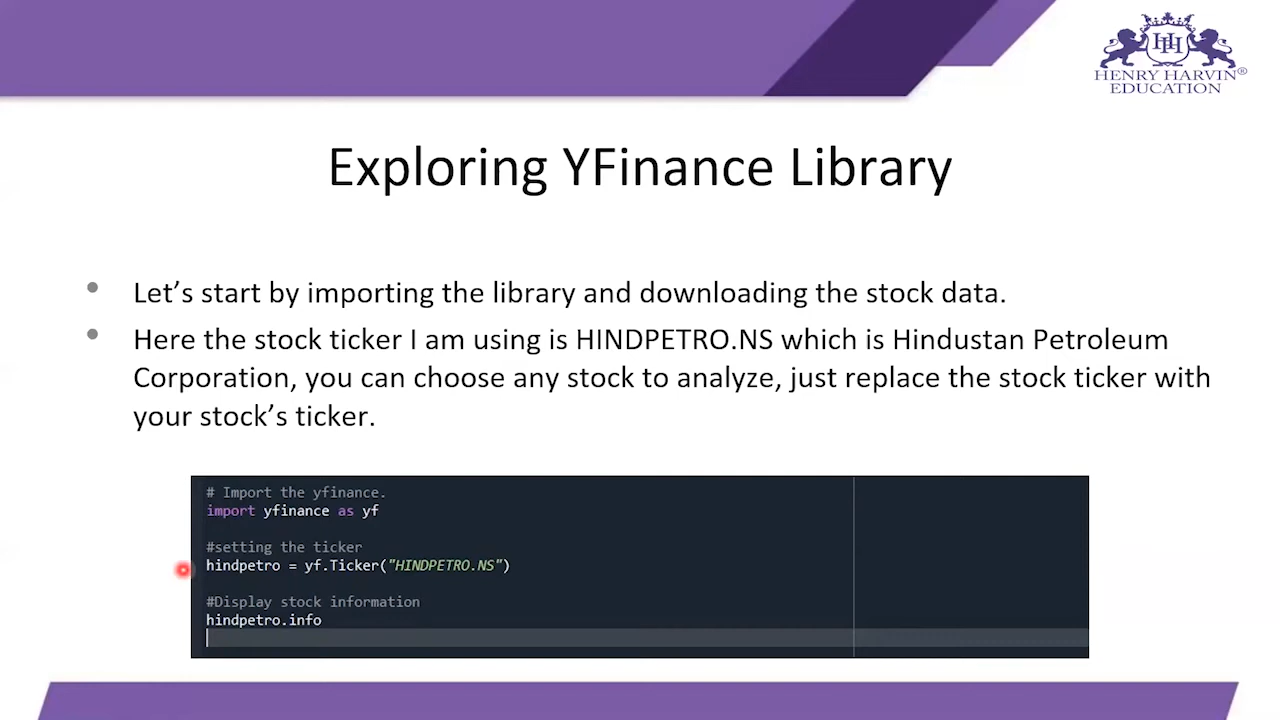 HENRY HARVIN®
EDUCATION
Exploring YFinance Library
• Let’s start by importing the library and downloading the stock data.
• Here the stock ticker I am using is HINDPETRO.NS which is Hindustan Petroleum
Corporation, you can choose any stock to analyze, just replace the stock ticker with
your stock’s ticker.
# Import the yfinance.
import yfinance as yf
#setting the ticker
hindpetro = yf.Ticker("HINDPETRO.NS")
#Display stock information
hindpetro.info